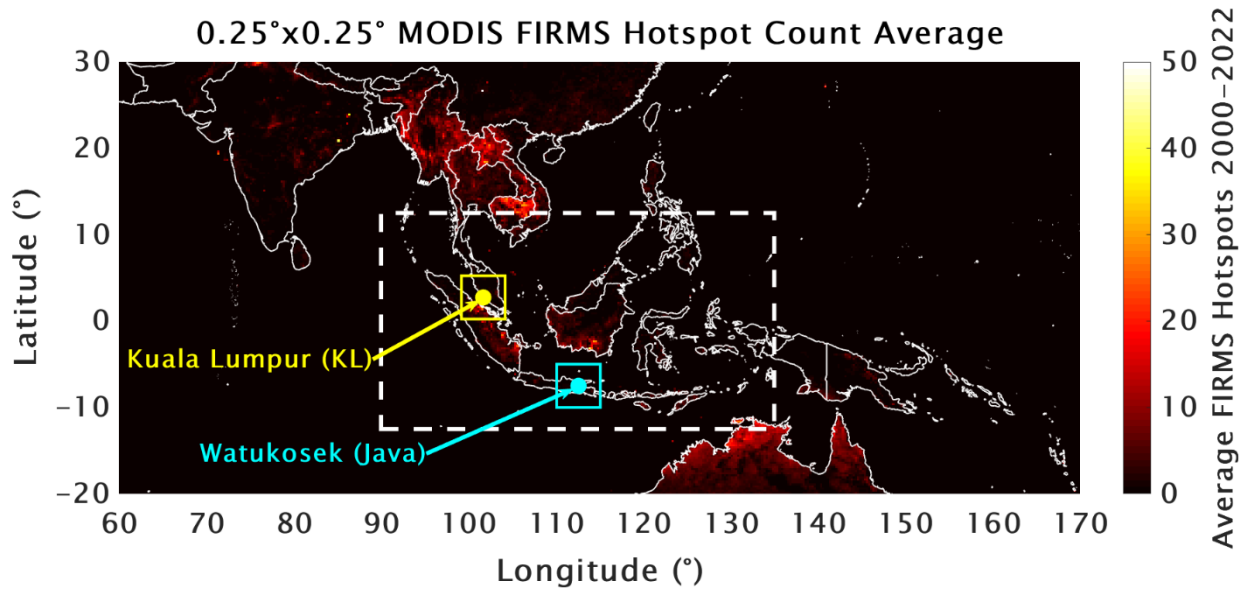 0.25°x0.25° MODIS FIRMS Hotspot Count Average
30
20
10
0
−10
−20
Latitude (°)
Kuala Lumpur (KL)
Watukosek (Java)
60 70 80 90 100 110 120 130 140 150 160 170
Longitude (°)
50
40
30
20
10
0
Average FIRMS Hotspots 2000–2022